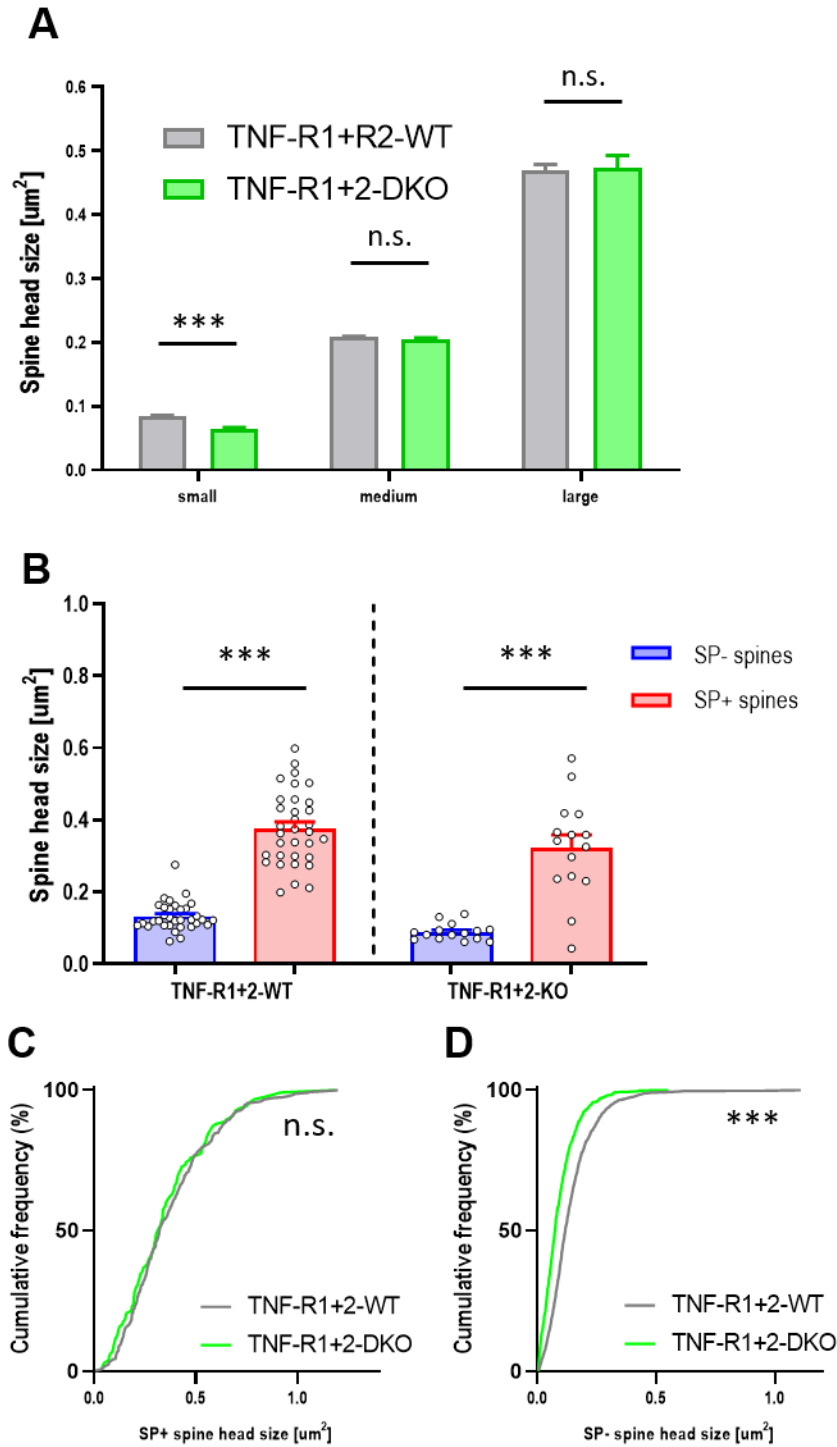 A
n.s.
0.6
TNF-R1+R2-WT
0.5
TNF-R1+2-DKO
0.4
n.s.
0.3
***
0.2
0.1
0.0
Spine head size [um²]
small medium large
B
1.0
*** ***
SP- spines
0.8
SP+ spines
0.6
0.4
0.2
0.0
Spine head size [um²]
TNF-R1+2-WT TNF-R1+2-KO
C
100
n.s.
50
TNF-R1+2-WT
TNF-R1+2-DKO
0
Cumulative frequency (%)
0.0 0.5 1.0
SP+ spine head size [um²]
D
100
***
50
TNF-R1+2-WT
TNF-R1+2-DKO
0
Cumulative frequency (%)
0.0 0.5 1.0
SP- spine head size [um²]